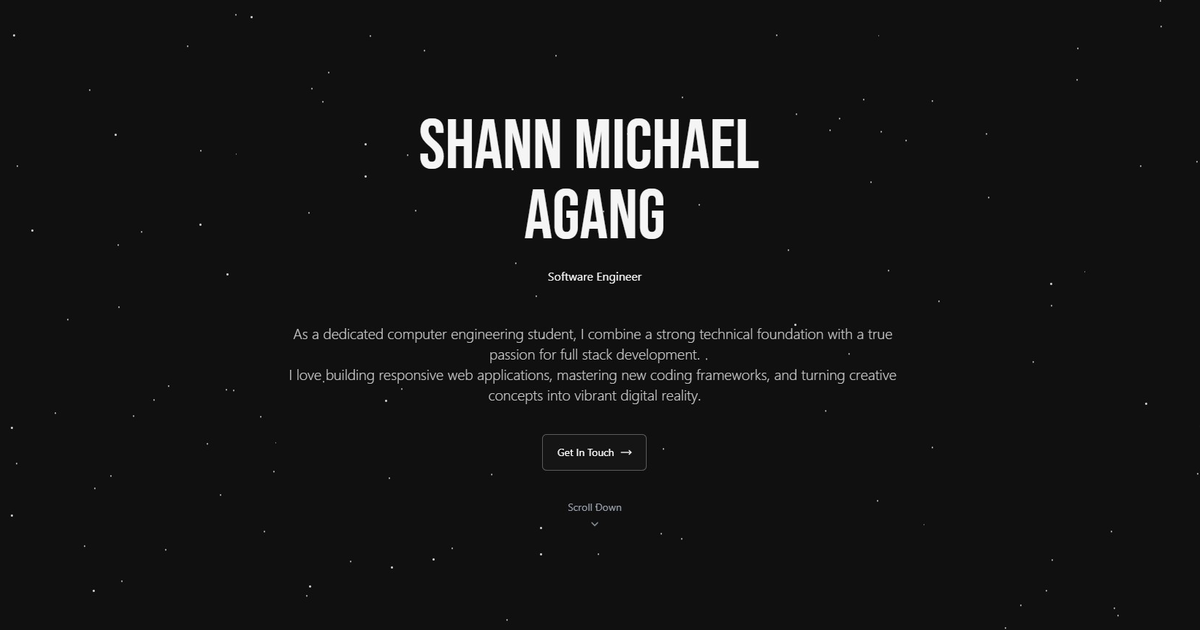 SHANN MICHAEL
AGANG
Software Engineer
As a dedicated computer engineering student, I combine a strong technical foundation with a true
passion for full stack development.
I love building responsive web applications, mastering new coding frameworks, and turning creative
concepts into vibrant digital reality.
Get In Touch →
Scroll Down